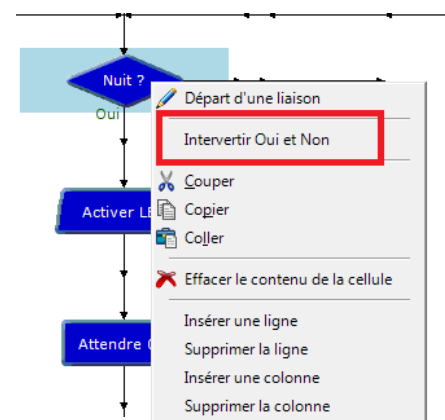 Nuit ?
Oui
Départ d'une liaison
Intervertir Oui et Non
Couper
Activer
Copier
Coller
Effacer le contenu de la cellule
Insérer une ligne
Attendre
Supprimer la ligne
Insérer une colonne
Supprimer la colonne